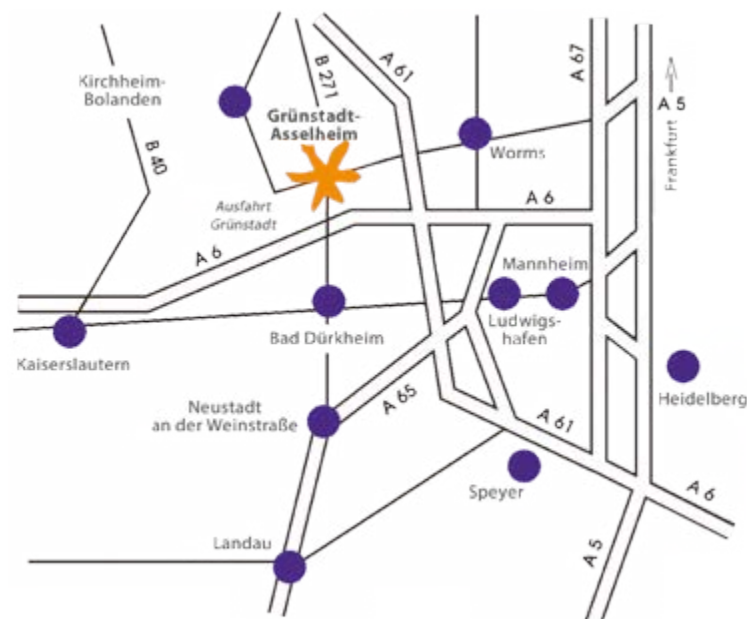 A 61
B 271
A 67
Kirchheim-
Bolanden
A 5
Frankfurt
Grünstadt-
Asselheim
B 40
Worms
Ausfahrt
Grünstadt
A 6
A 6
Mannheim
Ludwigs-
hafen
Bad Dürkheim
Kaiserslautern
Heidelberg
A 65
Neustadt
an der Weinstraße
A 61
Speyer
A 6
Landau
A 5